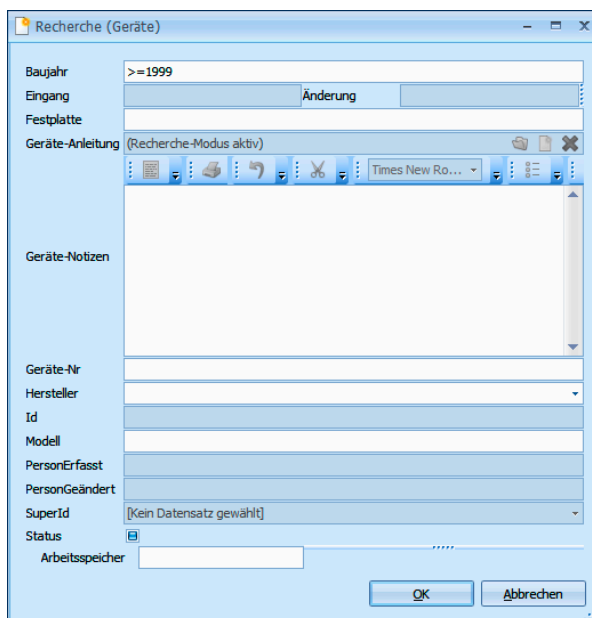 Recherche (Geräte)
Baujahr >=1999
Eingang Änderung
Festplatte
Geräte-Anleitung (Recherche-Modus aktiv)
Times New Ro...
Geräte-Notizen
Geräte-Nr
Hersteller
Id
Modell
PersonErfasst
PersonGeändert
SuperId [Kein Datensatz gewählt]
Status
Arbeitsspeicher
OK Abbrechen